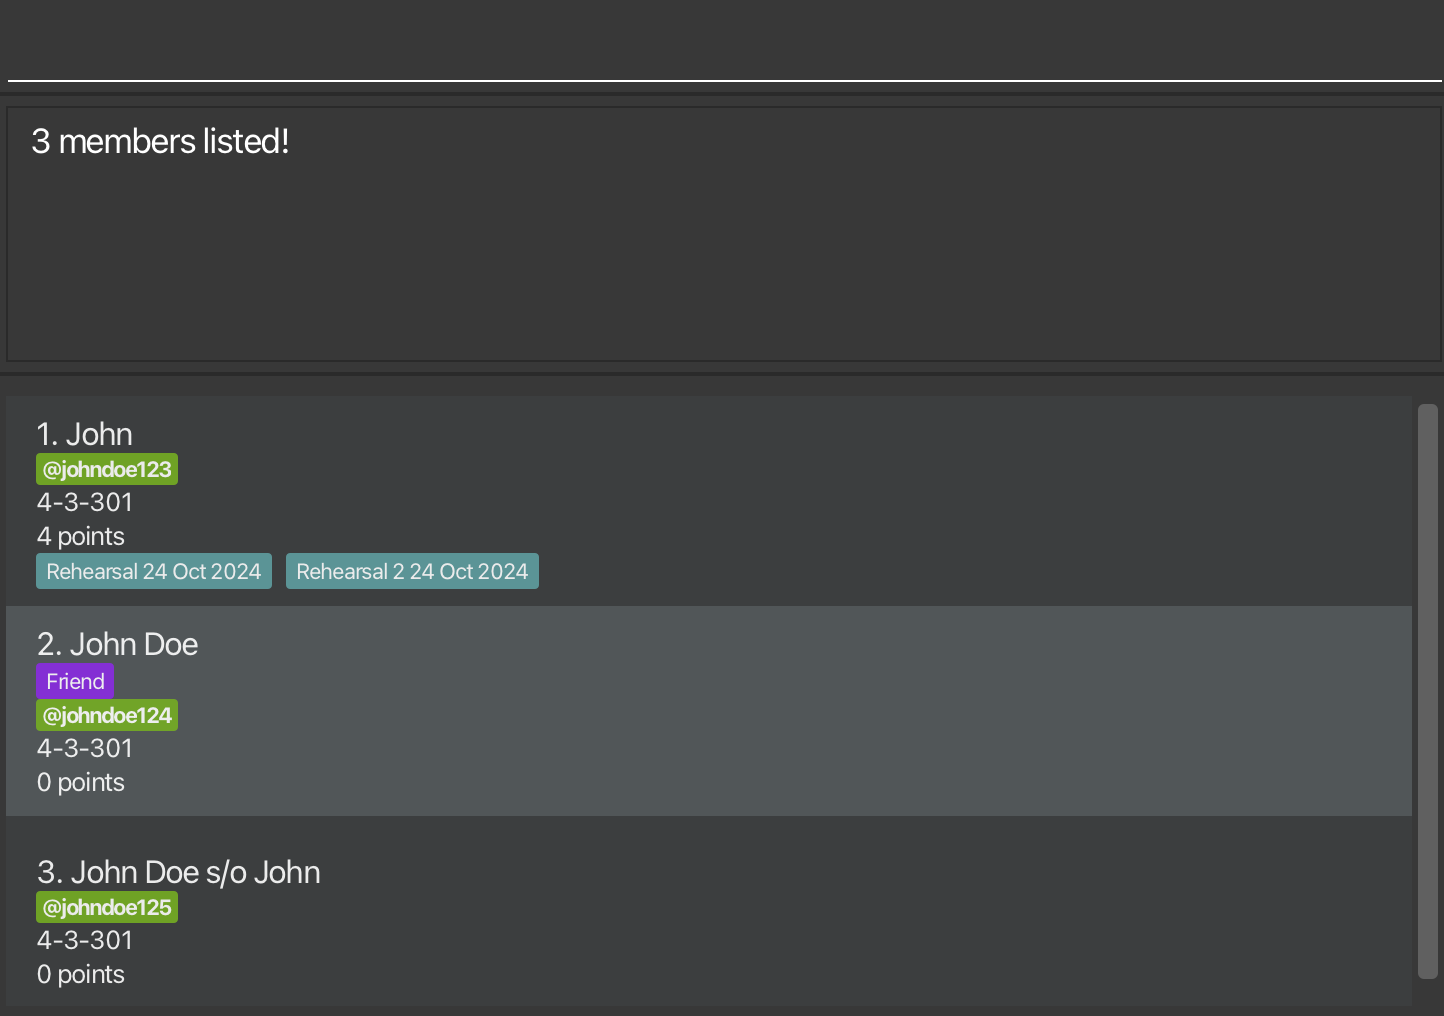 3 members listed!
1. John
@johndoe123
4-3-301
4 points
Rehearsal 24 Oct 2024 Rehearsal 2 24 Oct 2024
2. John Doe
Friend
@johndoe124
4-3-301
0 points
3. John Doe s/o John
@johndoe125
4-3-301
0 points